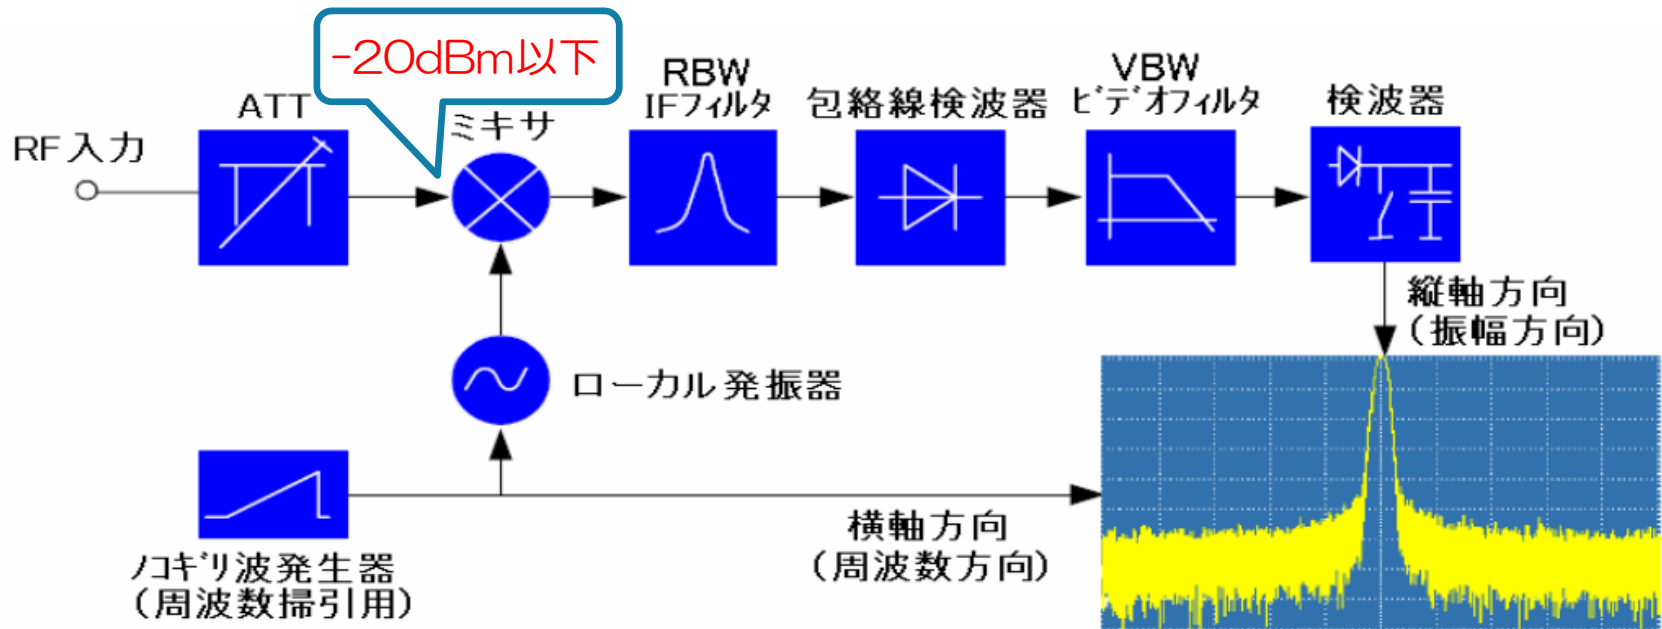 -20dBm以下
ATT
ミキサ
RBW
IFフィルタ
包絡線検波器
VBW
ビデオフィルタ
検波器
RF入力
縦軸方向
(振幅方向)
ローカル発振器
横軸方向
(周波数方向)
ノコギリ波発生器
(周波数掃引用)